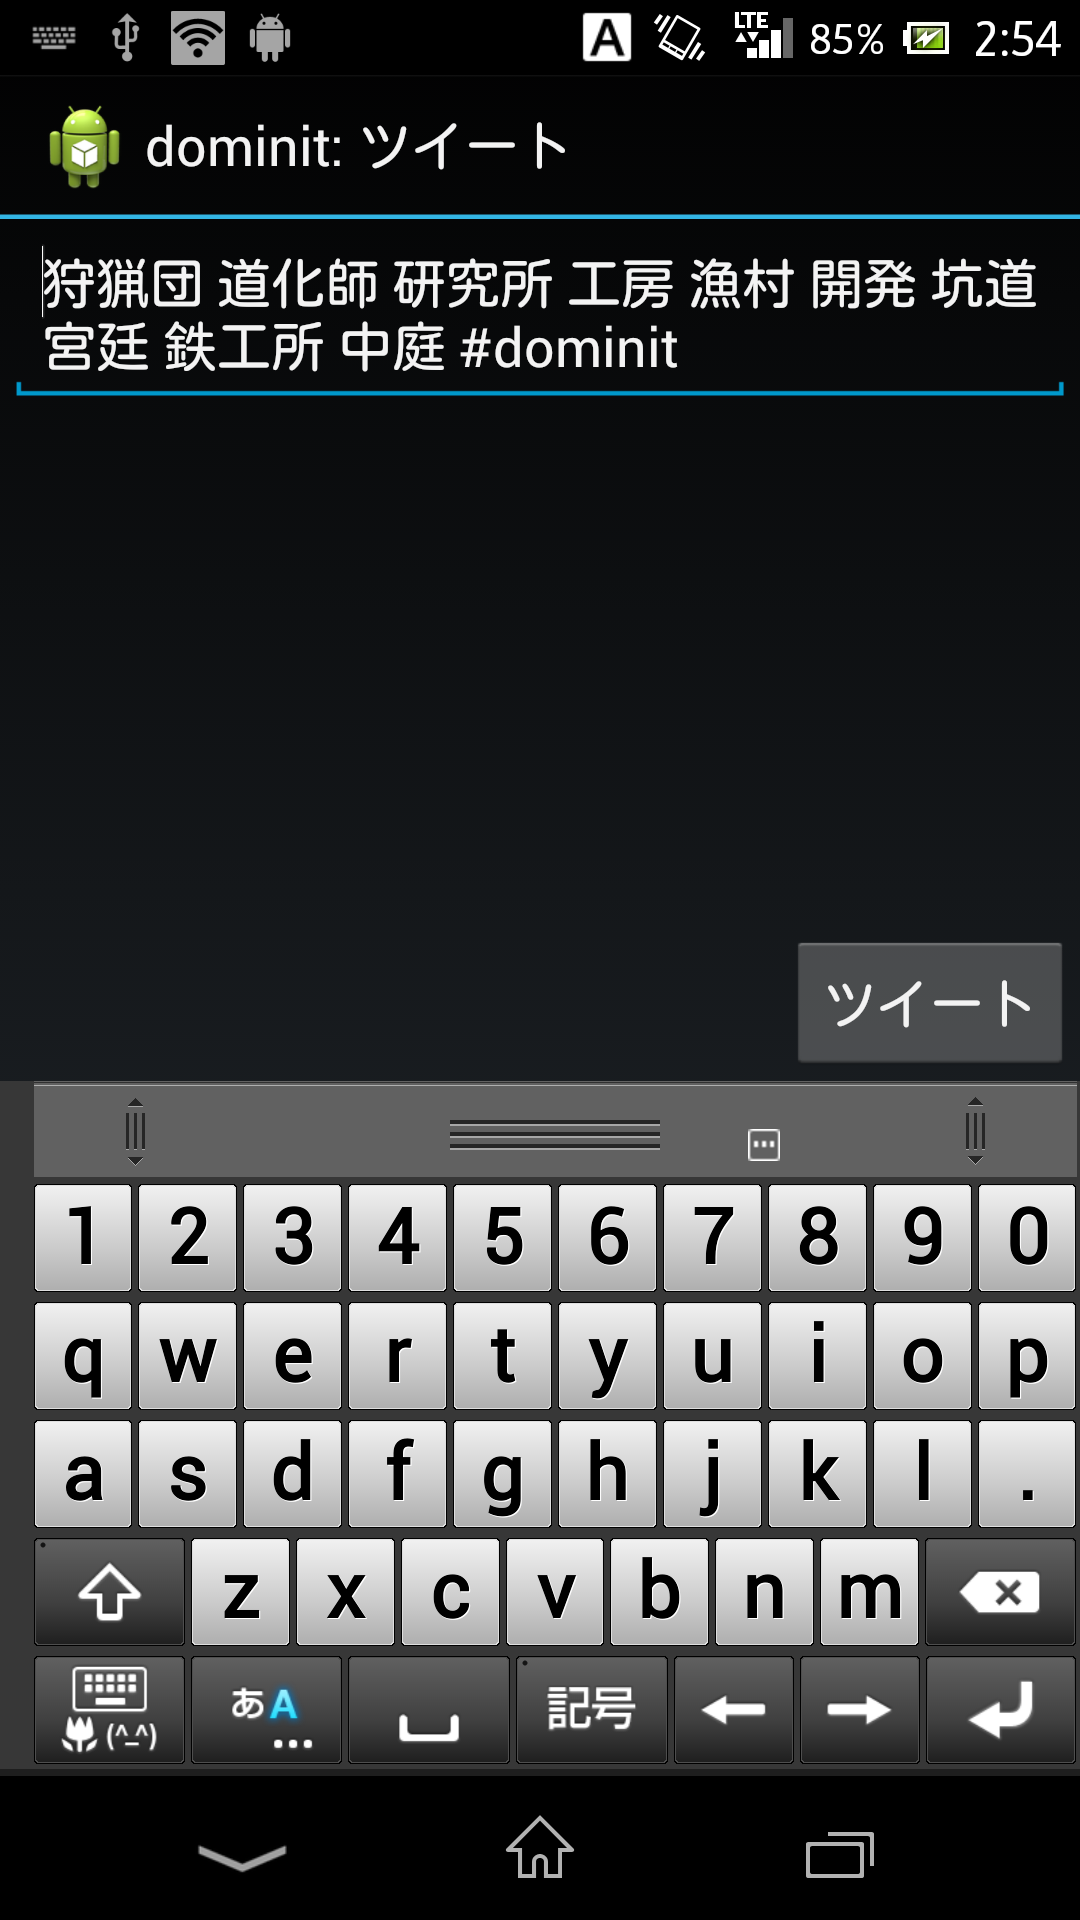 A LTE 85% 2:54
dominit: ツイート
狩猟団 道化師 研究所 工房 漁村 開発 坑道
宮廷 鉄工所 中庭 #dominit
ツイート
1 2 3 4 5 6 7 8 9 0
q w e r t y u i o p
a s d f g h j k l .
z x c v b n m
(^_^) あA... 記号